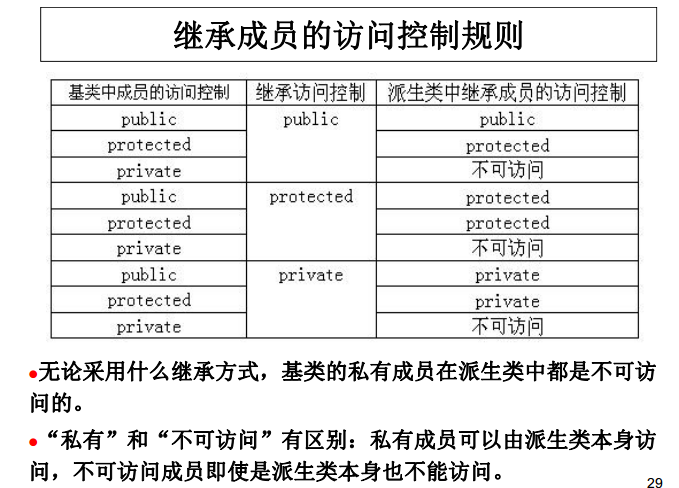 继承成员的访问控制规则
基类中成员的访问控制 继承访问控制 派生类中继承成员的访问控制
public public public
protected protected
private 不可访问
public protected protected
protected protected
private 不可访问
public private private
protected private
private 不可访问
●无论采用什么继承方式，基类的私有成员在派生类中都是不可访
问的。
●“私有”和“不可访问”有区别：私有成员可以由派生类本身访
问，不可访问成员即使是派生类本身也不能访问。
29